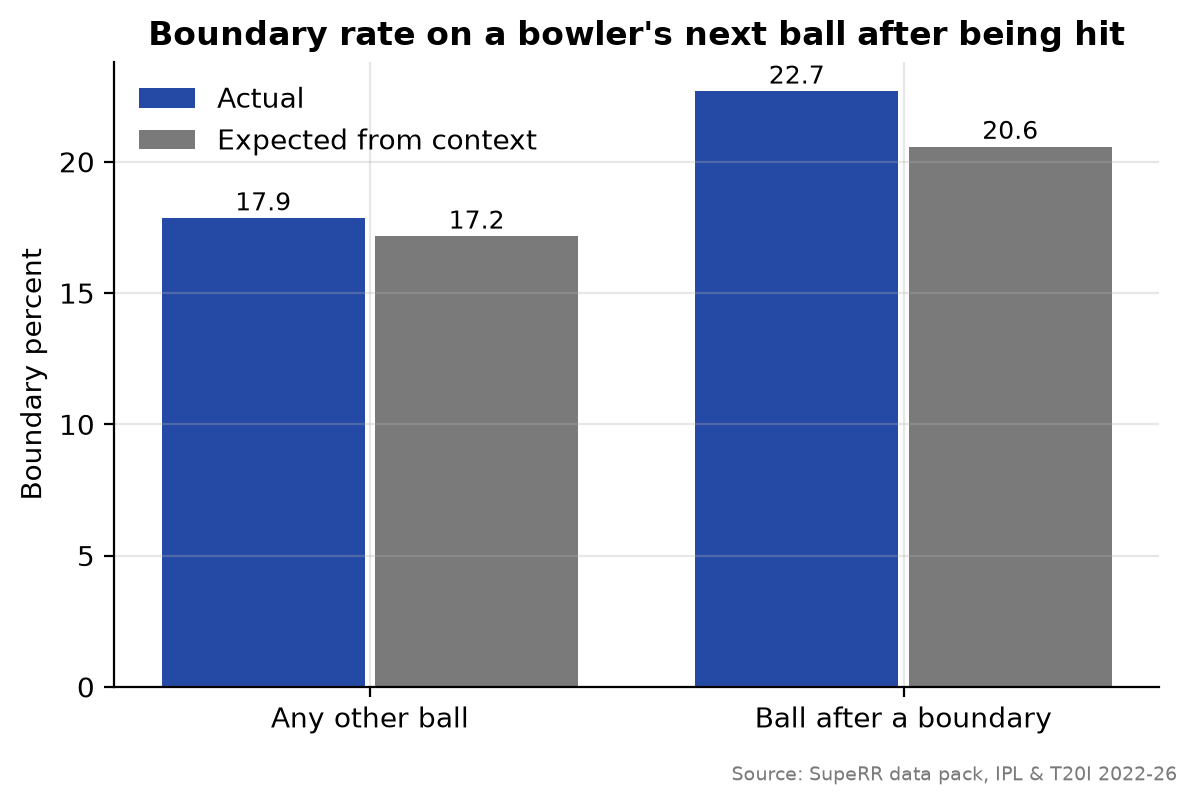 Boundary rate on a bowler's next ball after being hit
Actual
Expected from context
22.7
20.6
17.9
17.2
Boundary percent
20
15
10
5
0
Any other ball
Ball after a boundary
Source: SupeRR data pack, IPL & T20I 2022-26